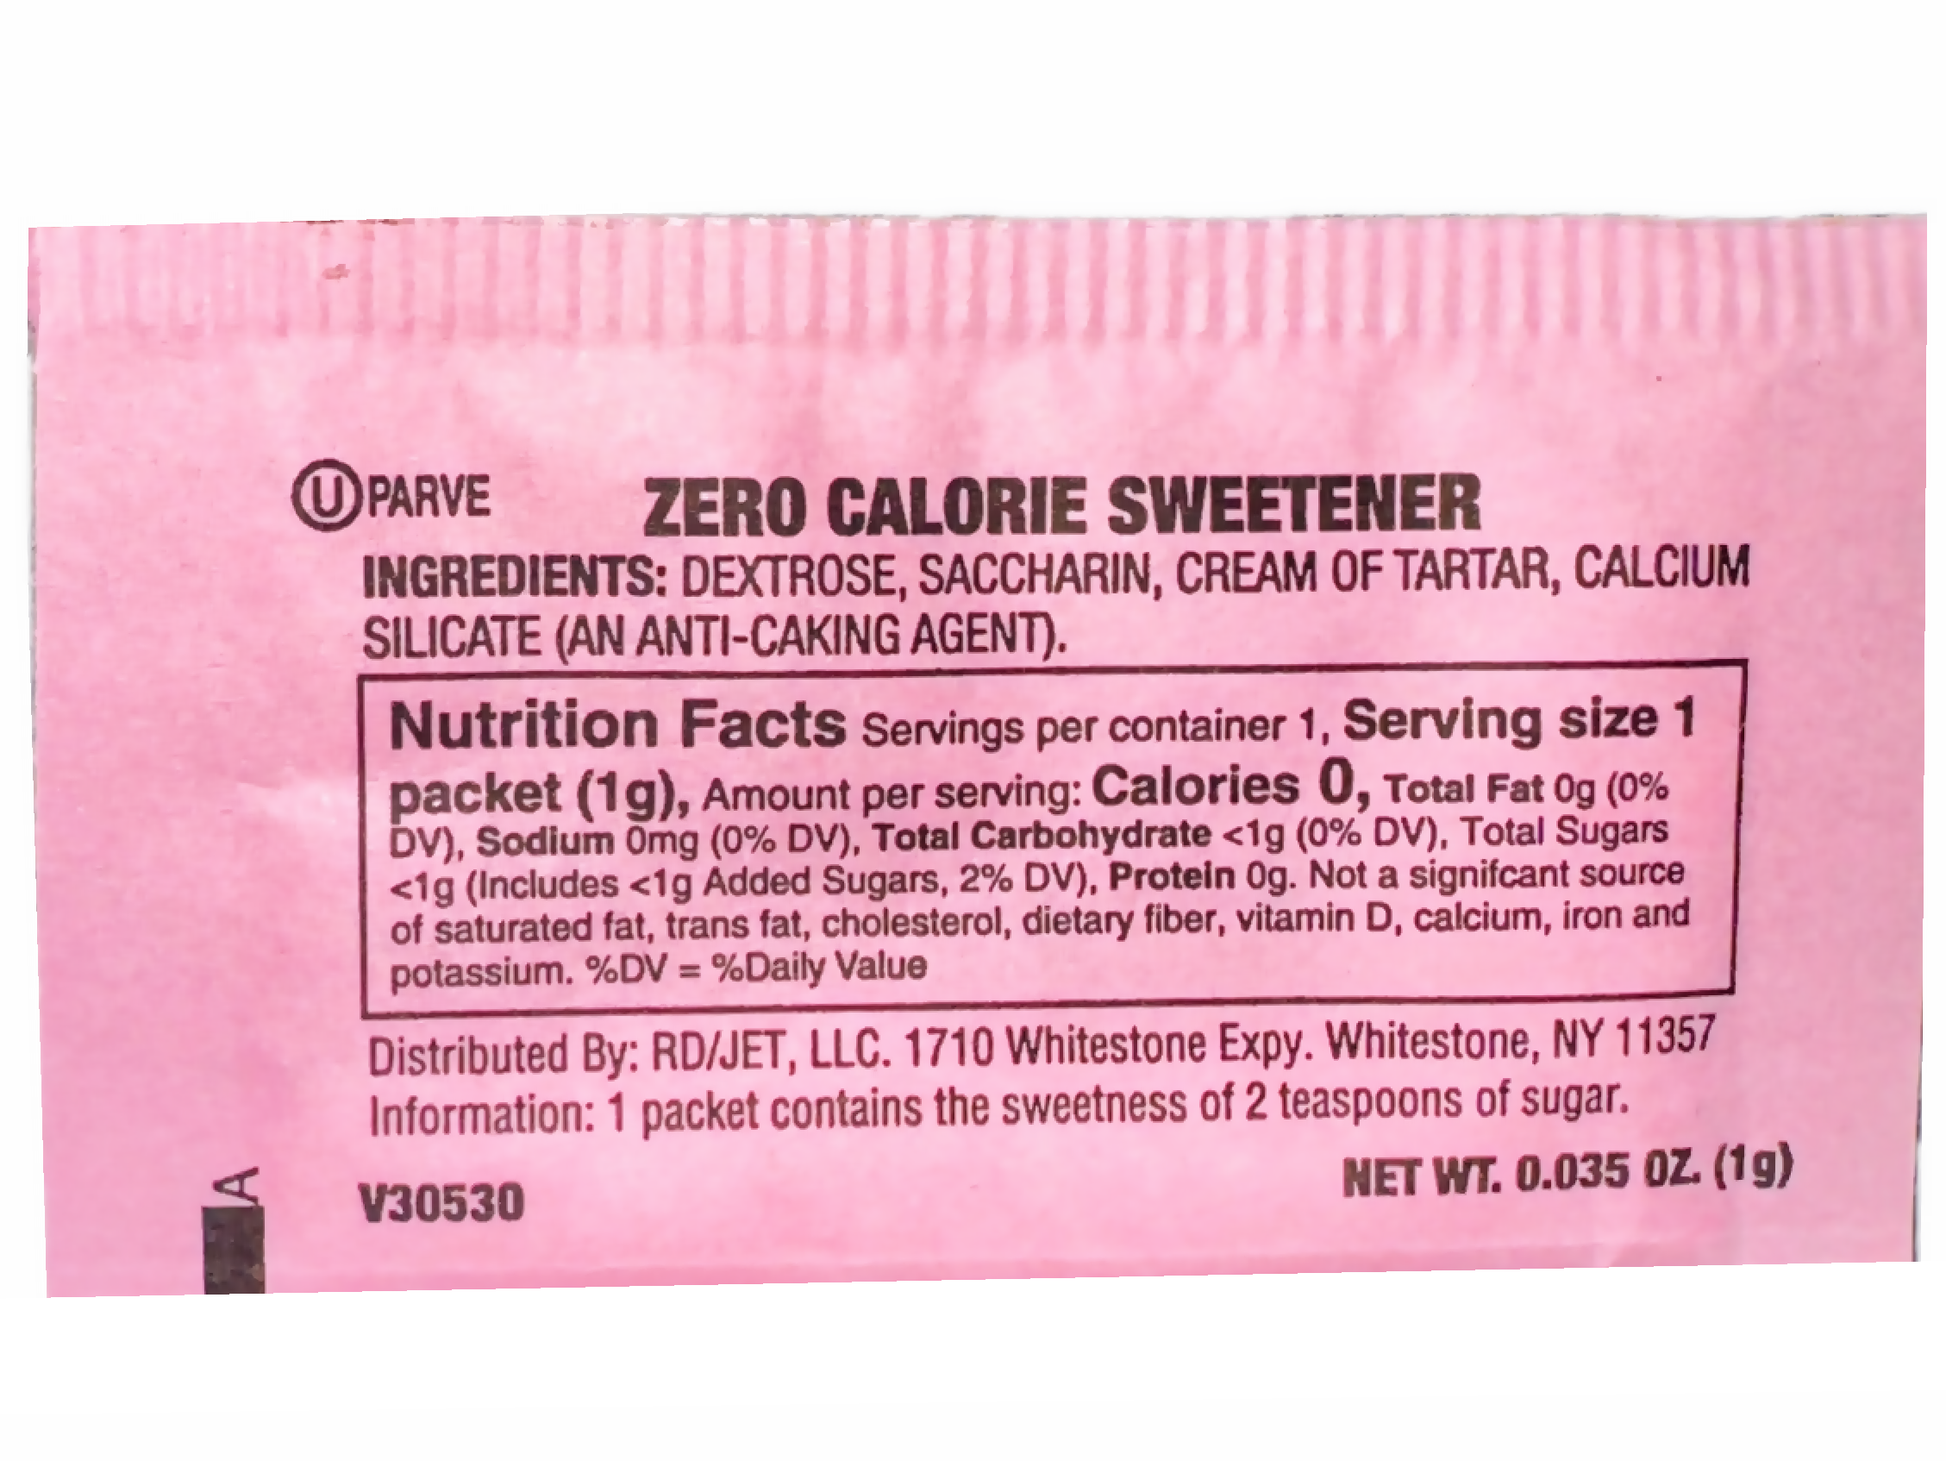 Ⓤ PARVE ZERO CALORIE SWEETENER
INGREDIENTS: DEXTROSE, SACCHARIN, CREAM OF TARTAR, CALCIUM
SILICATE (AN ANTI-CAKING AGENT).
Nutrition Facts Servings per container 1, Serving size 1
packet (1g), Amount per serving: Calories 0, Total Fat 0g (0%
DV), Sodium 0mg (0% DV), Total Carbohydrate <1g (0% DV), Total Sugars
<1g (Includes <1g Added Sugars, 2% DV), Protein 0g. Not a signifcant source
of saturated fat, trans fat, cholesterol, dietary fiber, vitamin D, calcium, iron and
potassium. %DV = %Daily Value
Distributed By: RD/JET, LLC. 1710 Whitestone Expy. Whitestone, NY 11357
Information: 1 packet contains the sweetness of 2 teaspoons of sugar.
NET WT. 0.035 OZ. (1g)
V30530
A